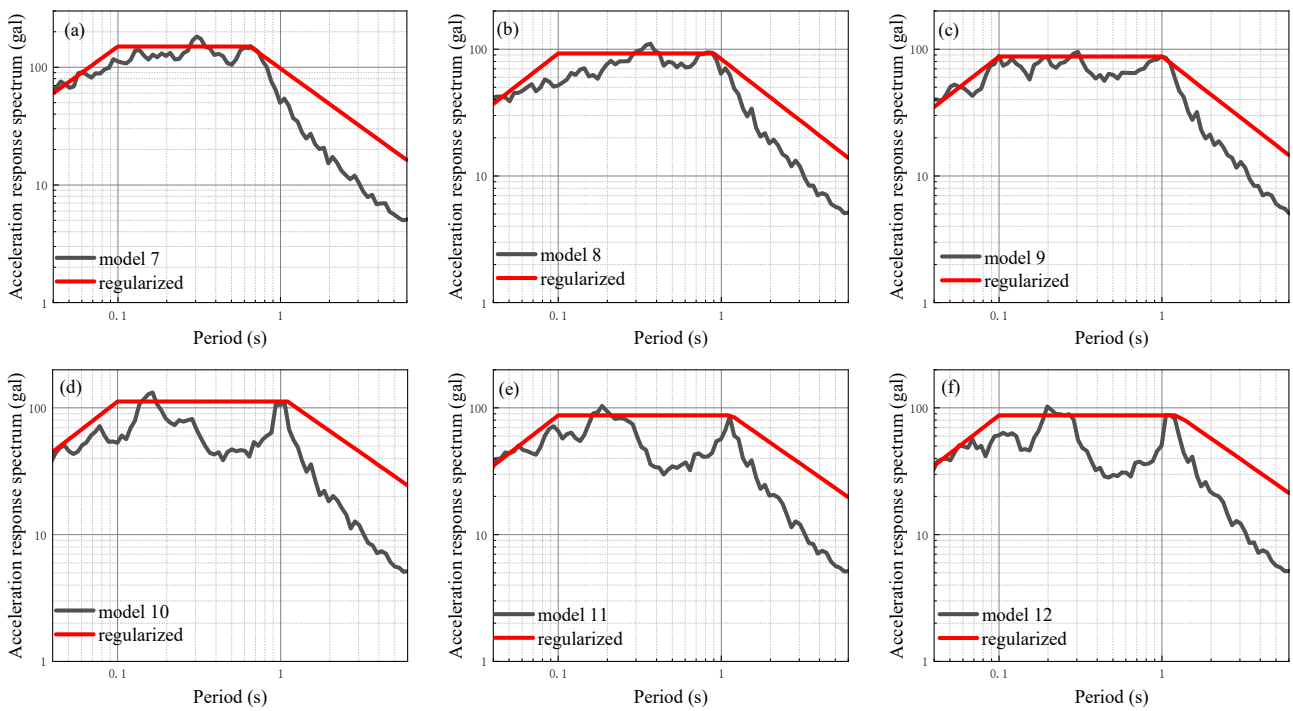 (a)
Acceleration response spectrum (gal)
100
10
1
model 7
regularized
0. 1
1
Period (s)
(b)
Acceleration response spectrum (gal)
100
10
1
model 8
regularized
0. 1
1
Period (s)
(c)
Acceleration response spectrum (gal)
100
10
1
model 9
regularized
0. 1
1
Period (s)
(d)
Acceleration response spectrum (gal)
100
10
1
model 10
regularized
0. 1
1
Period (s)
(e)
Acceleration response spectrum (gal)
100
10
1
model 11
regularized
0. 1
1
Period (s)
(f)
Acceleration response spectrum (gal)
100
10
1
model 12
regularized
0. 1
1
Period (s)